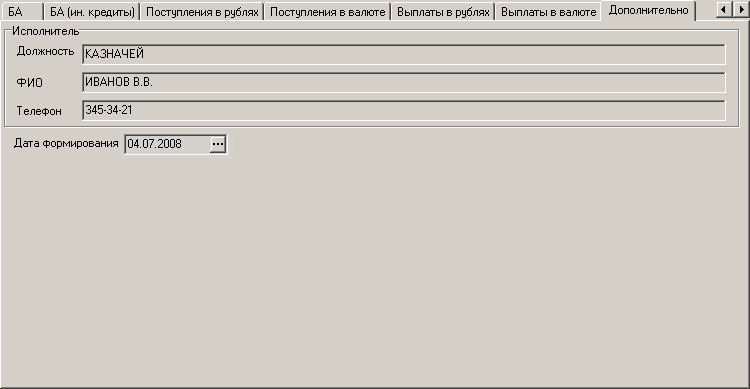 БА БА (ин. кредиты) Поступления в рублях Поступления в валюте Выплаты в рублях Выплаты в валюте Дополнительно
Исполнитель
Должность КАЗНАЧЕЙ
ФИО ИВАНОВ В.В.
Телефон 345-34-21
Дата формирования 04.07.2008 ...